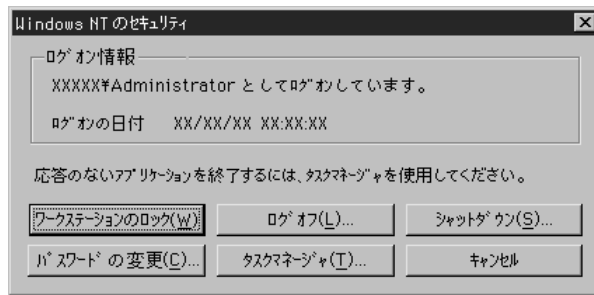 Windows NT のｾｷｭﾘﾃｨ
ﾛｸﾞｵﾝ情報
XXXXX¥Administrator としてﾛｸﾞｵﾝしています。
ﾛｸﾞｵﾝの日付 XX/XX/XX XX:XX:XX
応答のないｱﾌﾟﾘｹｰｼｮﾝを終了するには､ﾀｽｸﾏﾈｰｼﾞｬを使用してください。
ﾜｰｸｽﾃｰｼｮﾝのﾛｯｸ(W) ﾛｸﾞｵﾌ(L)... ｼｬｯﾄﾀﾞｳﾝ(S)...
ﾊﾟｽﾜｰﾄﾞの変更(C)... ﾀｽｸﾏﾈｰｼﾞｬ(T)... ｷｬﾝｾﾙ